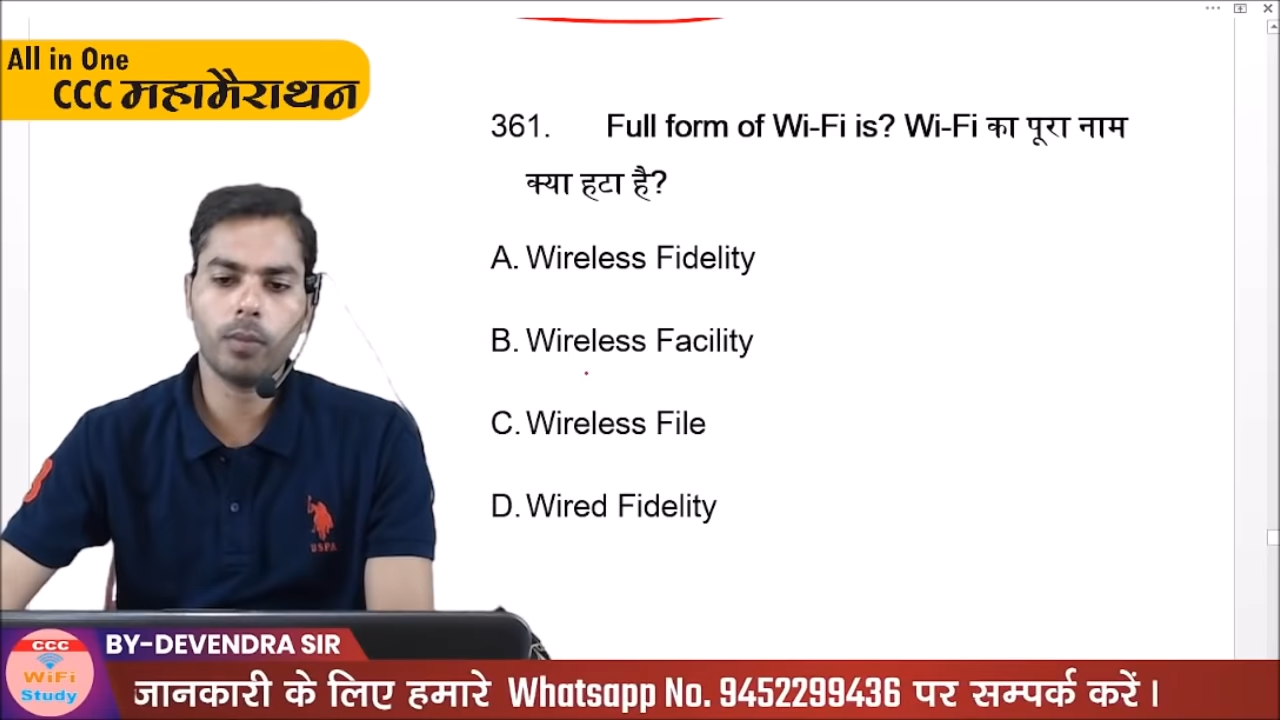 All in One
CCC महामैराथन
361. Full form of Wi-Fi is? Wi-Fi का पूरा नाम
क्या हटा है?
A. Wireless Fidelity
B. Wireless Facility
C. Wireless File
D. Wired Fidelity
USPA
CCC
WiFi
Study
BY-DEVENDRA SIR
जानकारी के लिए हमारे Whatsapp No. 9452299436 पर सम्पर्क करें।